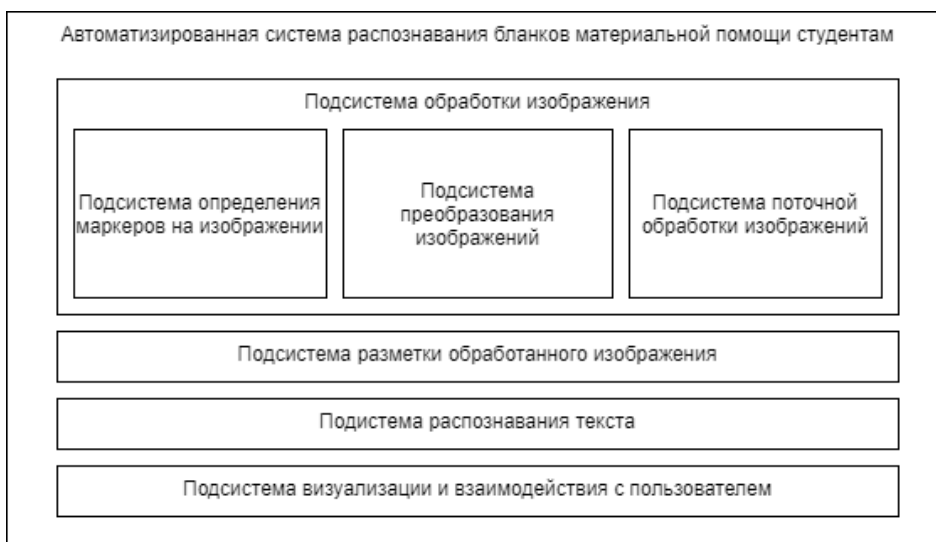 Автоматизированная система распознавания бланков материальной помощи студентам
Подсистема обработки изображения
Подсистема определения
маркеров на изображении
Подсистема
преобразования
изображений
Подсистема поточной
обработки изображений
Подсистема разметки обработанного изображения
Подистема распознавания текста
Подсистема визуализации и взаимодействия с пользователем